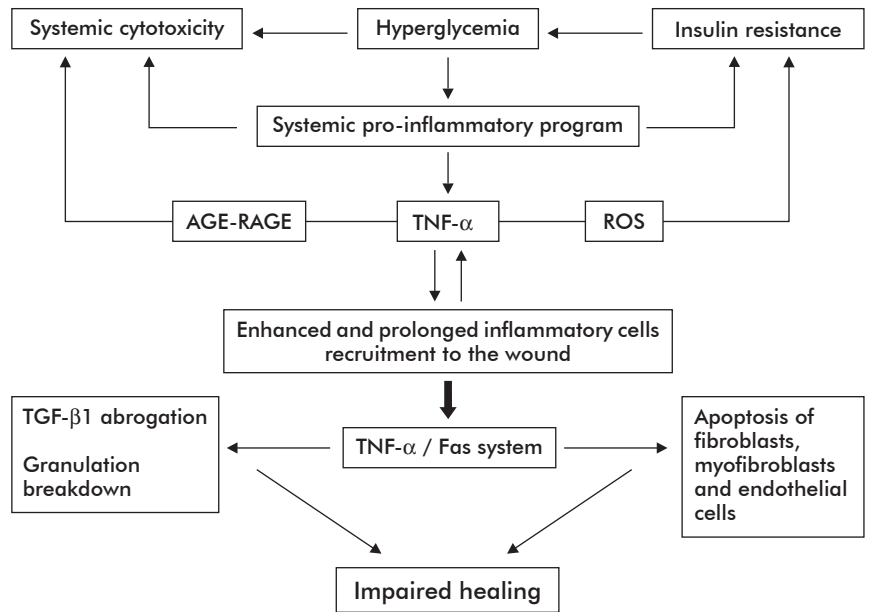 Systemic cytotoxicity
Hyperglycemia
Insulin resistance
Systemic pro-inflammatory program
AGE-RAGE
TNF-α
ROS
Enhanced and prolonged inflammatory cells
recruitment to the wound
TGF-β1 abrogation
Granulation
breakdown
TNF-α / Fas system
Apoptosis of
fibroblasts,
myofibroblasts
and endothelial
cells
Impaired healing